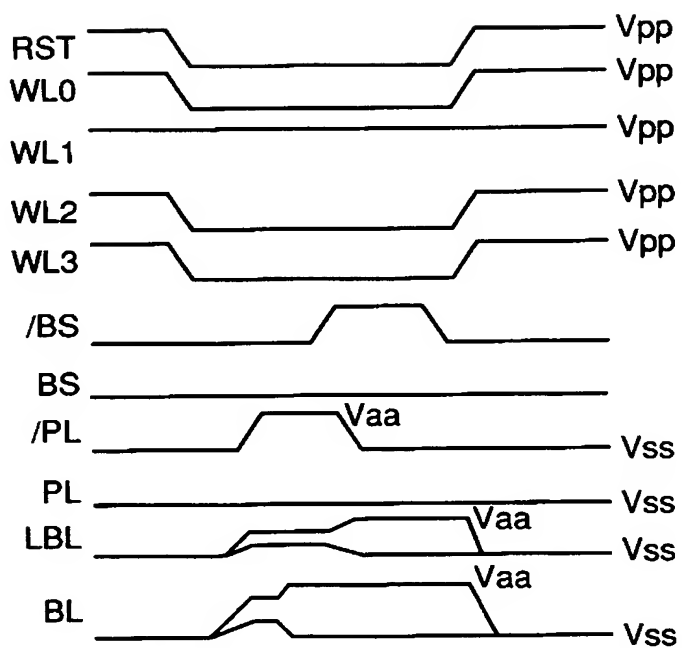 RST Vpp
WL0 Vpp
WL1 Vpp
WL2 Vpp
WL3 Vpp
/BS
BS
/PL Vaa Vss
PL Vss
LBL Vaa Vss
BL Vaa Vss